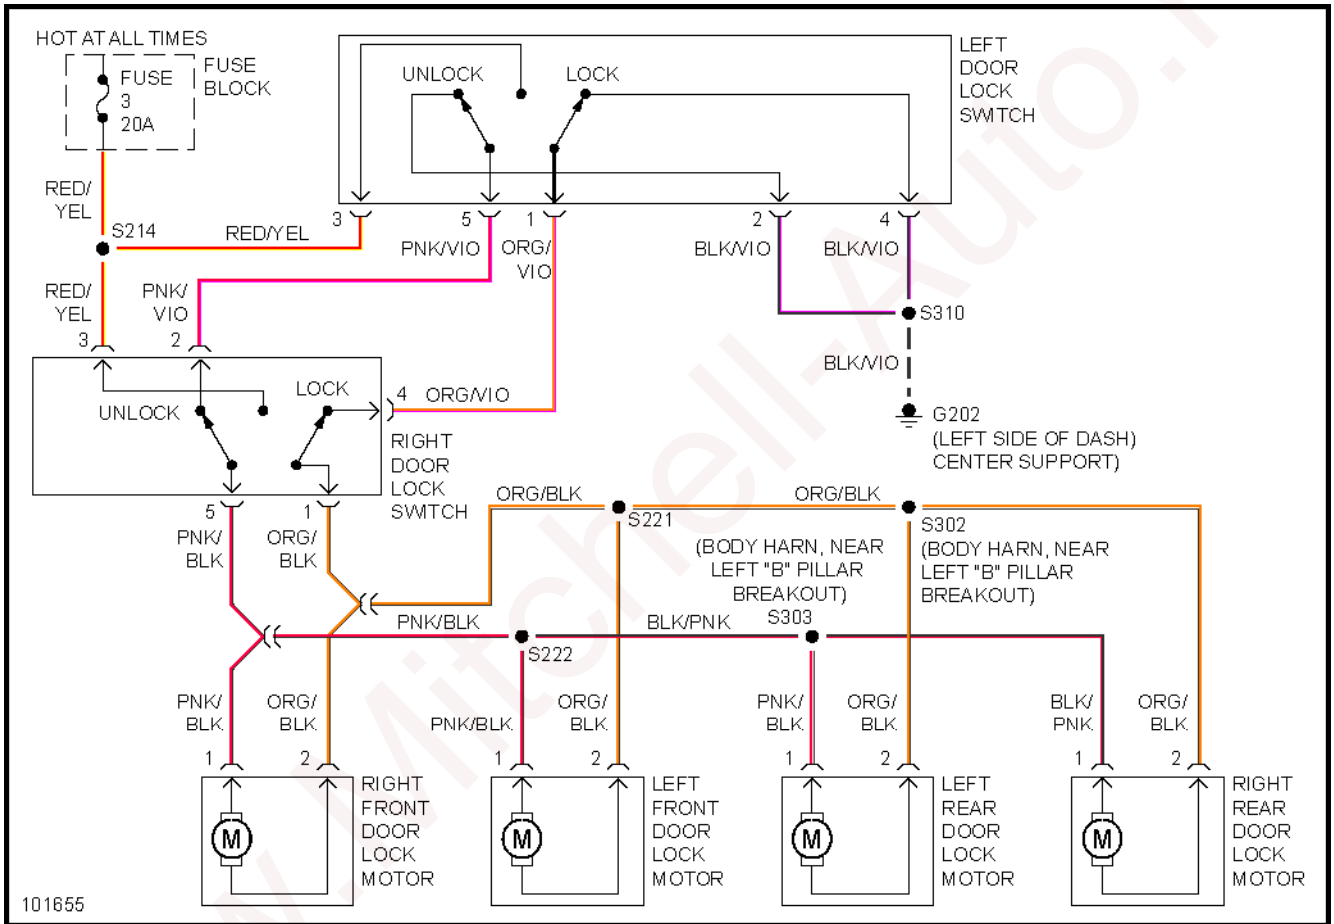 HOT AT ALL TIMES
FUSE
3
20A
FUSE
BLOCK
UNLOCK
LOCK
LEFT
DOOR
LOCK
SWITCH
RED/
YEL
S214
RED/YEL
3
5
1
2
4
PNK/VIO
ORG/
VIO
BLK/VIO
BLK/VIO
RED/
YEL
PNK/
VIO
3
2
S310
BLK/VIO
UNLOCK
LOCK
4
ORG/VIO
G202
(LEFT SIDE OF DASH)
CENTER SUPPORT)
RIGHT
DOOR
LOCK
SWITCH
5
1
PNK/
BLK
ORG/
BLK
ORG/BLK
S221
ORG/BLK
S302
(BODY HARN, NEAR
LEFT "B" PILLAR
BREAKOUT)
(BODY HARN, NEAR
LEFT "B" PILLAR
BREAKOUT)
S303
PNK/BLK
S222
BLK/PNK
PNK/
BLK
ORG/
BLK
PNK/BLK
ORG/
BLK
PNK/
BLK
ORG/
BLK
BLK/
PNK
ORG/
BLK
1
2
1
2
1
2
1
2
M
RIGHT
FRONT
DOOR
LOCK
MOTOR
M
LEFT
FRONT
DOOR
LOCK
MOTOR
M
LEFT
REAR
DOOR
LOCK
MOTOR
M
RIGHT
REAR
DOOR
LOCK
MOTOR
101655
w.Mitchell-Auto.r